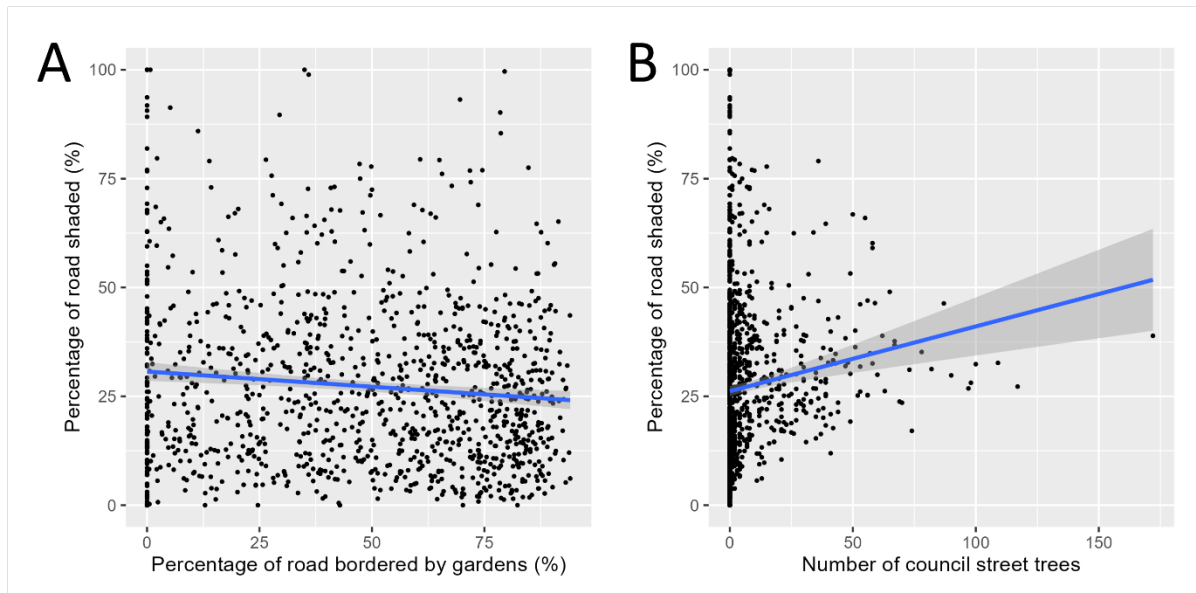 A
Percentage of road shaded (%)
100
75
50
25
0
0 25 50 75
Percentage of road bordered by gardens (%)
B
Percentage of road shaded (%)
100
75
50
25
0
0 50 100 150
Number of council street trees